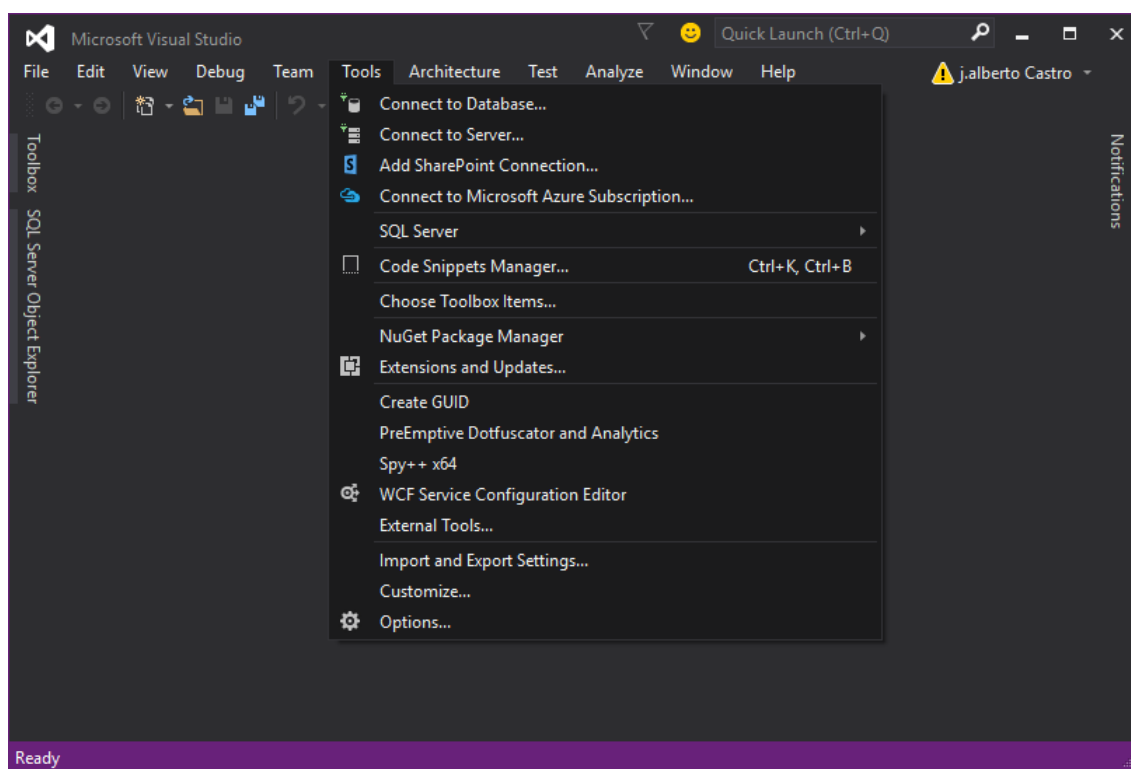 Microsoft Visual Studio
Quick Launch (Ctrl+Q)
File Edit View Debug Team Tools Architecture Test Analyze Window Help
j.alberto Castro
Toolbox
SQL Server Object Explorer
Connect to Database...
Connect to Server...
Add SharePoint Connection...
Connect to Microsoft Azure Subscription...
SQL Server
Code Snippets Manager... Ctrl+K, Ctrl+B
Choose Toolbox Items...
NuGet Package Manager
Extensions and Updates...
Create GUID
PreEmptive Dotfuscator and Analytics
Spy++ x64
WCF Service Configuration Editor
External Tools...
Import and Export Settings...
Customize...
Options...
Notifications
Ready